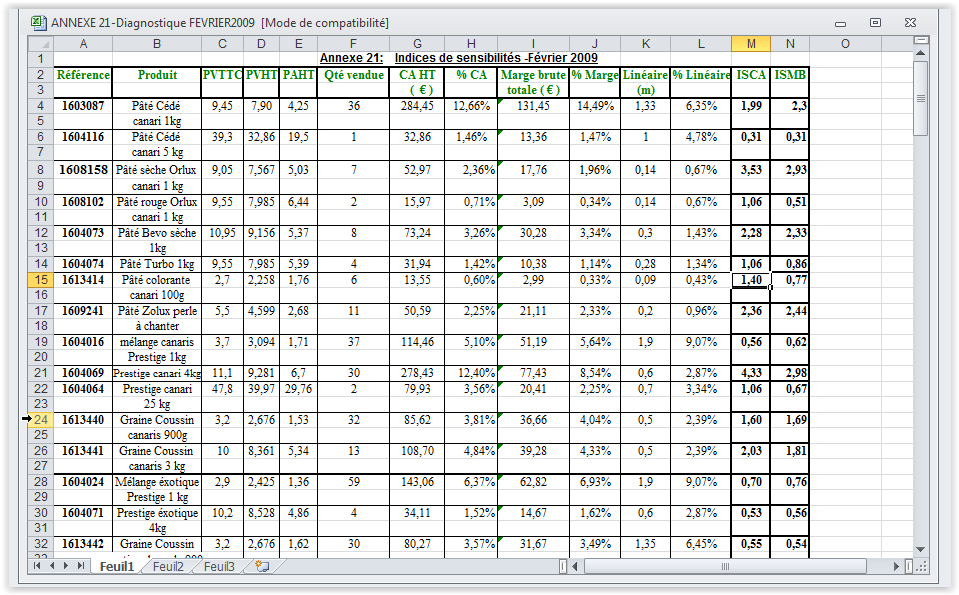 ANNEXE 21-Diagnostique FEVRIER2009 [Mode de compatibilité]
A B C D E F G H I J K L M N O
1 Annexe 21: Indices de sensibilités -Février 2009
2 Référence Produit PVTTC PVHT PAHT Qté vendue CA HT % CA Marge brute % Marge Linéaire % Linéaire ISCA ISMB
3 ( € ) totale ( € ) (m)
4 1603087 Pâté Cédé 9,45 7,90 4,25 36 284,45 12,66% 131,45 14,49% 1,33 6,35% 1,99 2,3
5 canari 1kg
6 1604116 Pâté Cédé 39,3 32,86 19,5 1 32,86 1,46% 13,36 1,47% 1 4,78% 0,31 0,31
7 canari 5 kg
8 1608158 Pâté sèche Orlux 9,05 7,567 5,03 7 52,97 2,36% 17,76 1,96% 0,14 0,67% 3,53 2,93
9 canari 1 kg
10 1608102 Pâté rouge Orlux 9,55 7,985 6,44 2 15,97 0,71% 3,09 0,34% 0,14 0,67% 1,06 0,51
11 canari 1 kg
12 1604073 Pâté Bevo sèche 10,95 9,156 5,37 8 73,24 3,26% 30,28 3,34% 0,3 1,43% 2,28 2,33
13 1kg
14 1604074 Pâté Turbo 1kg 9,55 7,985 5,39 4 31,94 1,42% 10,38 1,14% 0,28 1,34% 1,06 0,86
15 1613414 Pâté colorante 2,7 2,258 1,76 6 13,55 0,60% 2,99 0,33% 0,09 0,43% 1,40 0,77
16 canari 100g
17 1609241 Pâté Zolux perle 5,5 4,599 2,68 11 50,59 2,25% 21,11 2,33% 0,2 0,96% 2,36 2,44
18 à chanter
19 1604016 mélange canaris 3,7 3,094 1,71 37 114,46 5,10% 51,19 5,64% 1,9 9,07% 0,56 0,62
20 Prestige 1kg
21 1604069 Prestige canari 4kg 11,1 9,281 6,7 30 278,43 12,40% 77,43 8,54% 0,6 2,87% 4,33 2,98
22 1604064 Prestige canari 47,8 39,97 29,76 2 79,93 3,56% 20,41 2,25% 0,7 3,34% 1,06 0,67
23 25 kg
24 1613440 Graine Coussin 3,2 2,676 1,53 32 85,62 3,81% 36,66 4,04% 0,5 2,39% 1,60 1,69
25 canaris 900g
26 1613441 Graine Coussin 10 8,361 5,34 13 108,70 4,84% 39,28 4,33% 0,5 2,39% 2,03 1,81
27 canaris 3 kg
28 1604024 Mélange éxotique 2,9 2,425 1,36 59 143,06 6,37% 62,82 6,93% 1,9 9,07% 0,70 0,76
29 Prestige 1 kg
30 1604071 Prestige éxotique 10,2 8,528 4,86 4 34,11 1,52% 14,67 1,62% 0,6 2,87% 0,53 0,56
31 4kg
32 1613442 Graine Coussin 3,2 2,676 1,62 30 80,27 3,57% 31,67 3,49% 1,35 6,45% 0,55 0,54
Feuil1 Feuil2 Feuil3